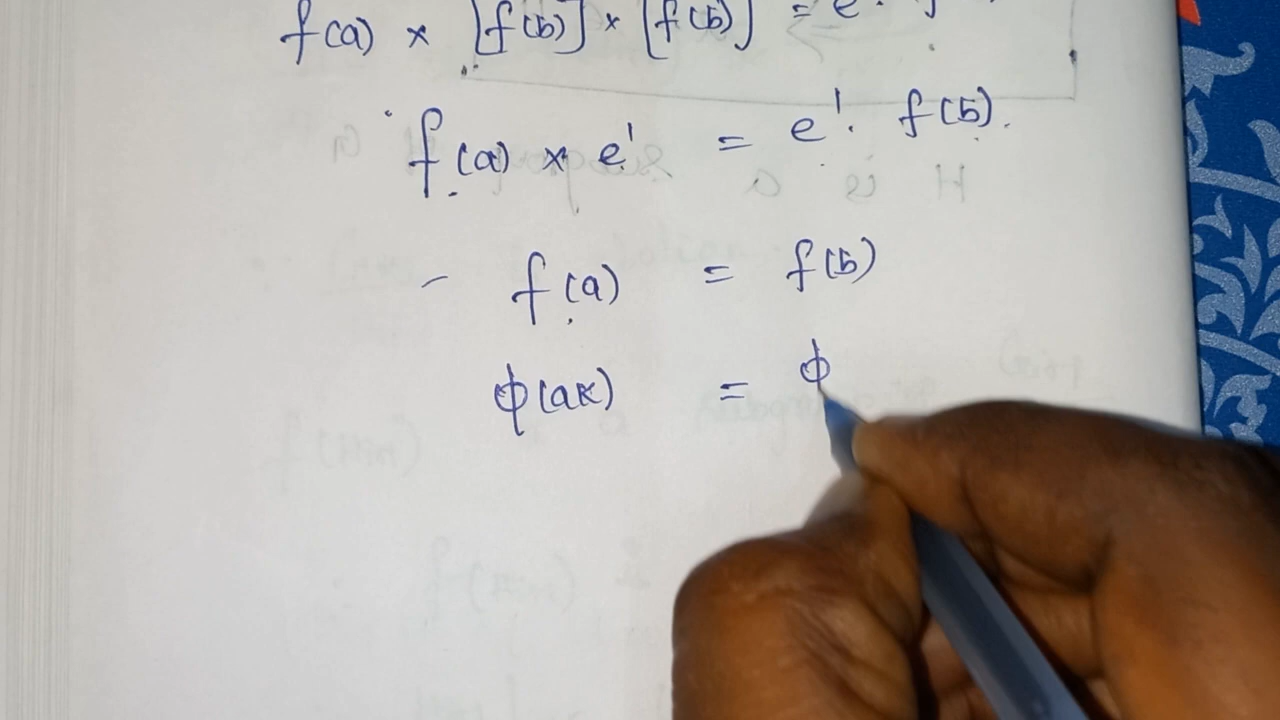 f(a) × [f(b)] × [f(b)] = e'.
f(a) × e' = e'. f(b).
- f(a) = f(b)
ϕ(aK) = ϕ